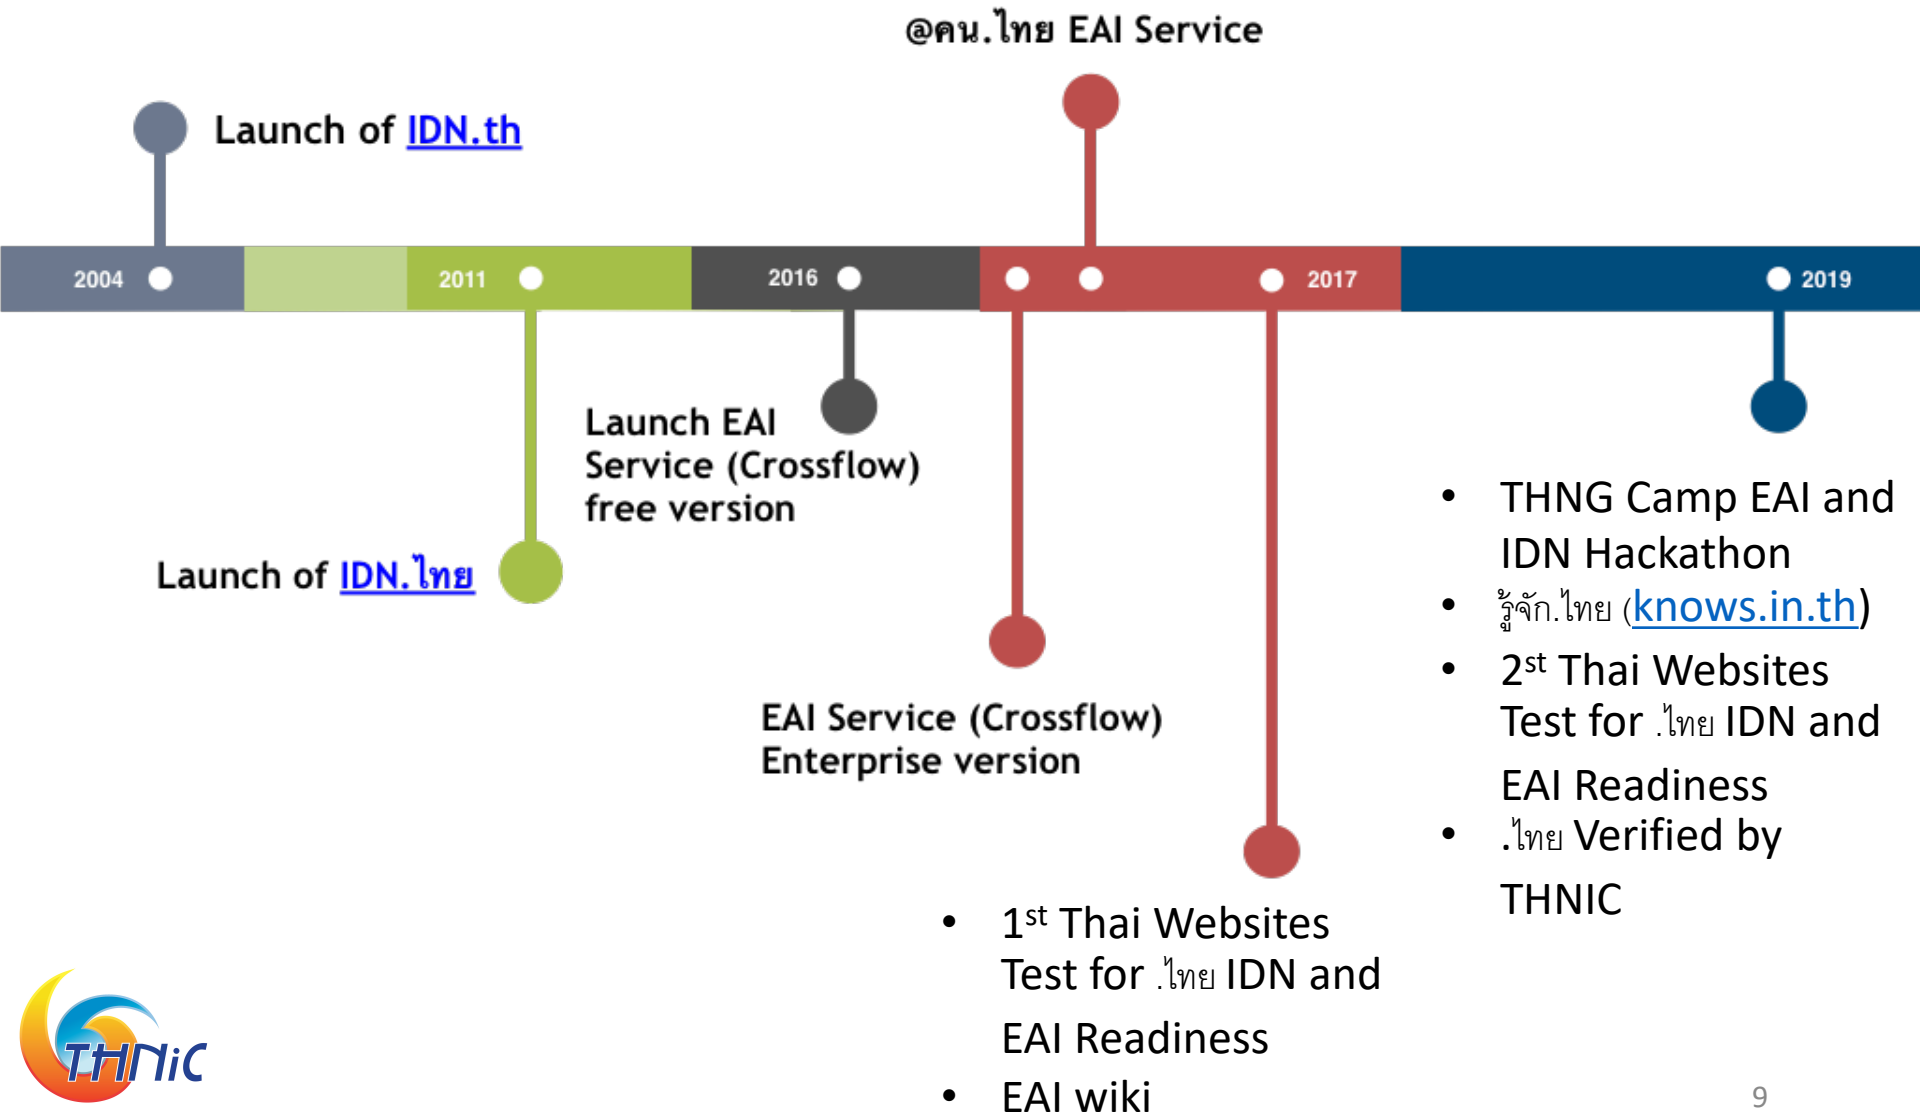 @คน.ไทย EAI Service
Launch of IDN.th
2004
2011
2016
2017
2019
Launch EAI
Service (Crossflow)
free version
Launch of IDN.ไทย
EAI Service (Crossflow)
Enterprise version
• 1st Thai Websites
Test for .ไทย IDN and
EAI Readiness
• EAI wiki
• THNG Camp EAI and
IDN Hackathon
• รู้จัก.ไทย (knows.in.th)
• 2st Thai Websites
Test for .ไทย IDN and
EAI Readiness
• .ไทย Verified by
THNIC
THNiC
9